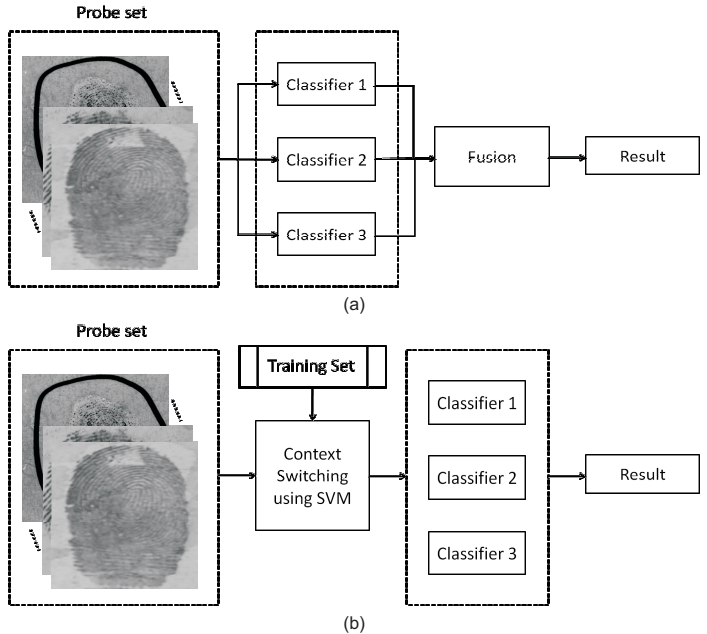 Probe set
Classifier 1
Classifier 2
Classifier 3
Fusion
Result
(a)
Probe set
Training Set
Context
Switching
using SVM
Classifier 1
Classifier 2
Classifier 3
Result
(b)